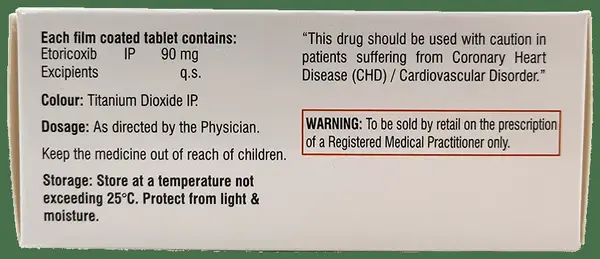 Each film coated tablet contains:
Etoricoxib IP 90 mg
Excipients q.s.
Colour: Titanium Dioxide IP.
Dosage: As directed by the Physician.
Keep the medicine out of reach of children.
Storage: Store at a temperature not
exceeding 25°C. Protect from light &
moisture.
“This drug should be used with caution in
patients suffering from Coronary Heart
Disease (CHD) / Cardiovascular Disorder.”
WARNING: To be sold by retail on the prescription
of a Registered Medical Practitioner only.